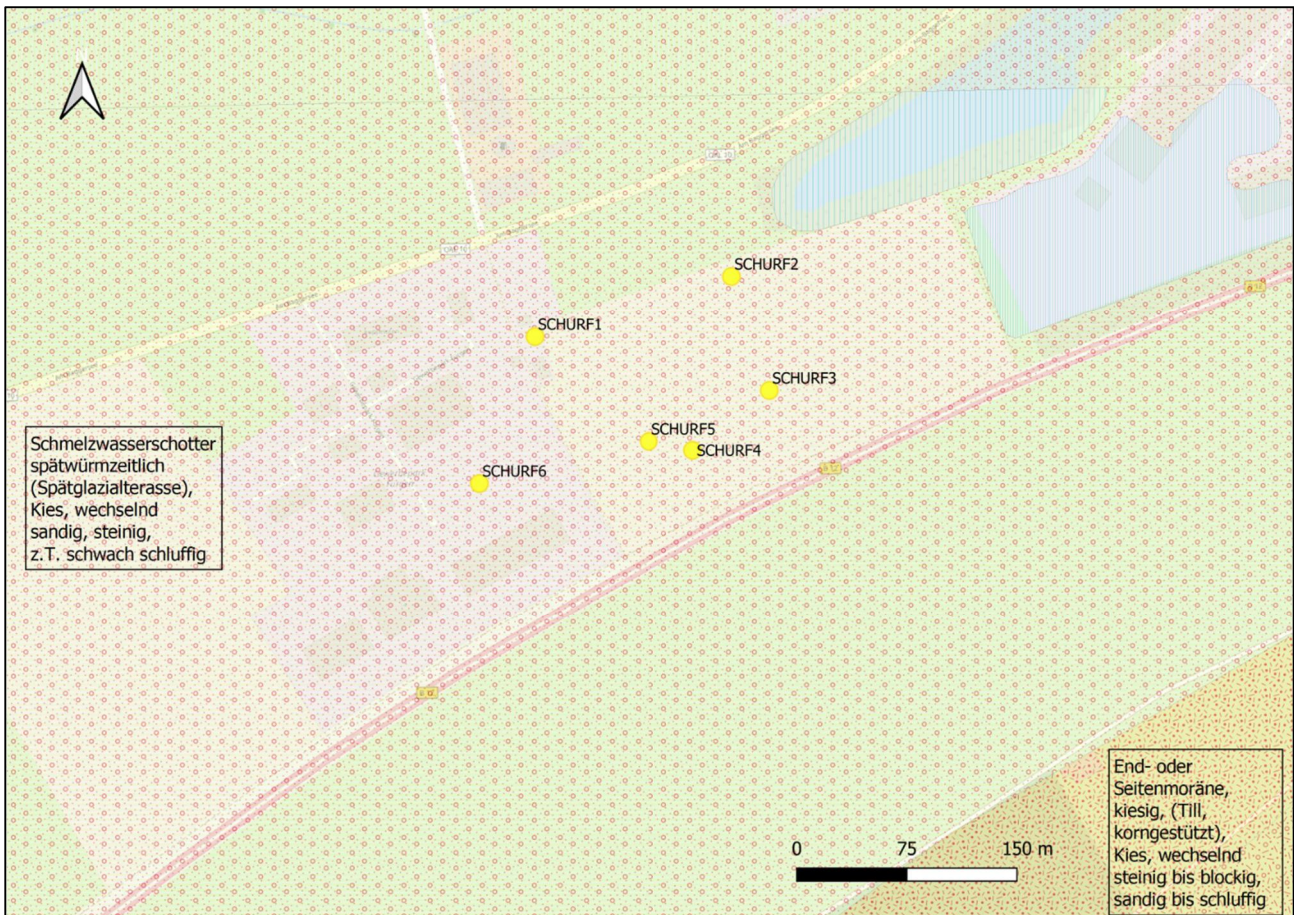 SCHURF2
SCHURF1
SCHURF3
SCHURF5
SCHURF4
SCHURF6
Schmelzwasserschotter
spätwürmzeitlich
(Spätglazialterasse),
Kies, wechselnd
sandig, steinig,
z.T. schwach schluffig
End- oder
Seitenmoräne,
kiesig, (Till,
korngestützt),
Kies, wechselnd
steinig bis blockig,
sandig bis schluffig
0 75 150 m